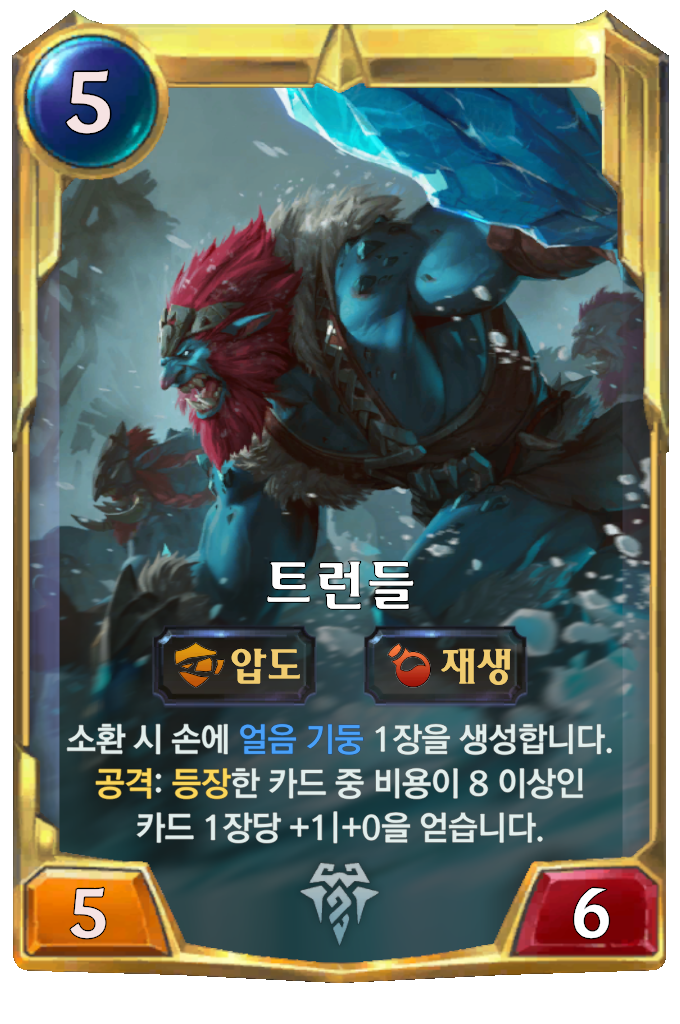 5
트런들
압도 재생
소환 시 손에 얼음 기둥 1장을 생성합니다.
공격: 등장한 카드 중 비용이 8 이상인
카드 1장당 +1|+0을 얻습니다.
5 6